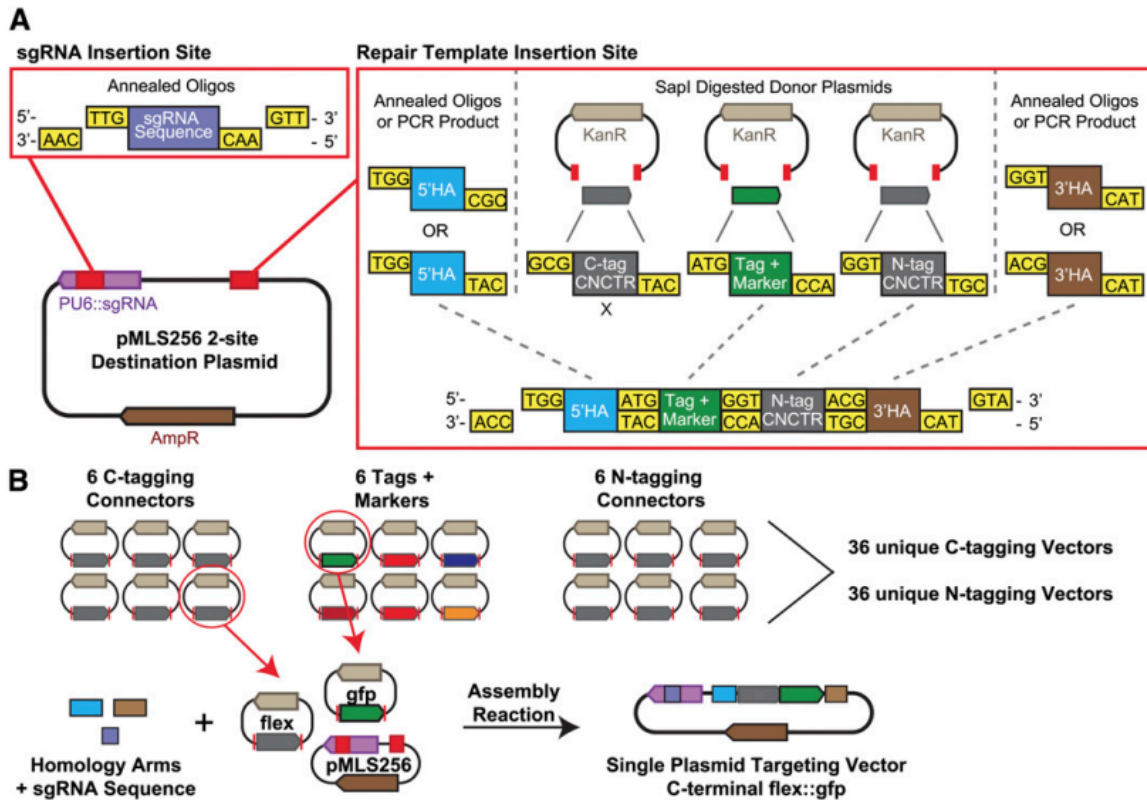 A
sgRNA Insertion Site
Annealed Oligos
5'-
TTG
sgRNA
Sequence
GTT
- 3'
3'-
AAC
CAA
- 5'
PU6::sgRNA
pMLS256 2-site
Destination Plasmid
AmpR
Repair Template Insertion Site
Annealed Oligos
or PCR Product
TGG
5'HA
CGC
OR
TGG
5'HA
TAC
SapI Digested Donor Plasmids
KanR
KanR
KanR
GCG
C-tag
CNCTR
TAC
X
ATG
Tag +
Marker
CCA
GGT
N-tag
CNCTR
TGC
Annealed Oligos
or PCR Product
GGT
3'HA
CAT
OR
ACG
3'HA
CAT
5'-
TGG
5'HA
ATG
Tag +
Marker
GGT
N-tag
CNCTR
ACG
3'HA
GTA
- 3'
3'-
ACC
TAC
CCA
TGC
CAT
- 5'
B
6 C-tagging
Connectors
6 Tags +
Markers
6 N-tagging
Connectors
36 unique C-tagging Vectors
36 unique N-tagging Vectors
Homology Arms
+ sgRNA Sequence
+
flex
gfp
pMLS256
Assembly
Reaction
Single Plasmid Targeting Vector
C-terminal flex::gfp